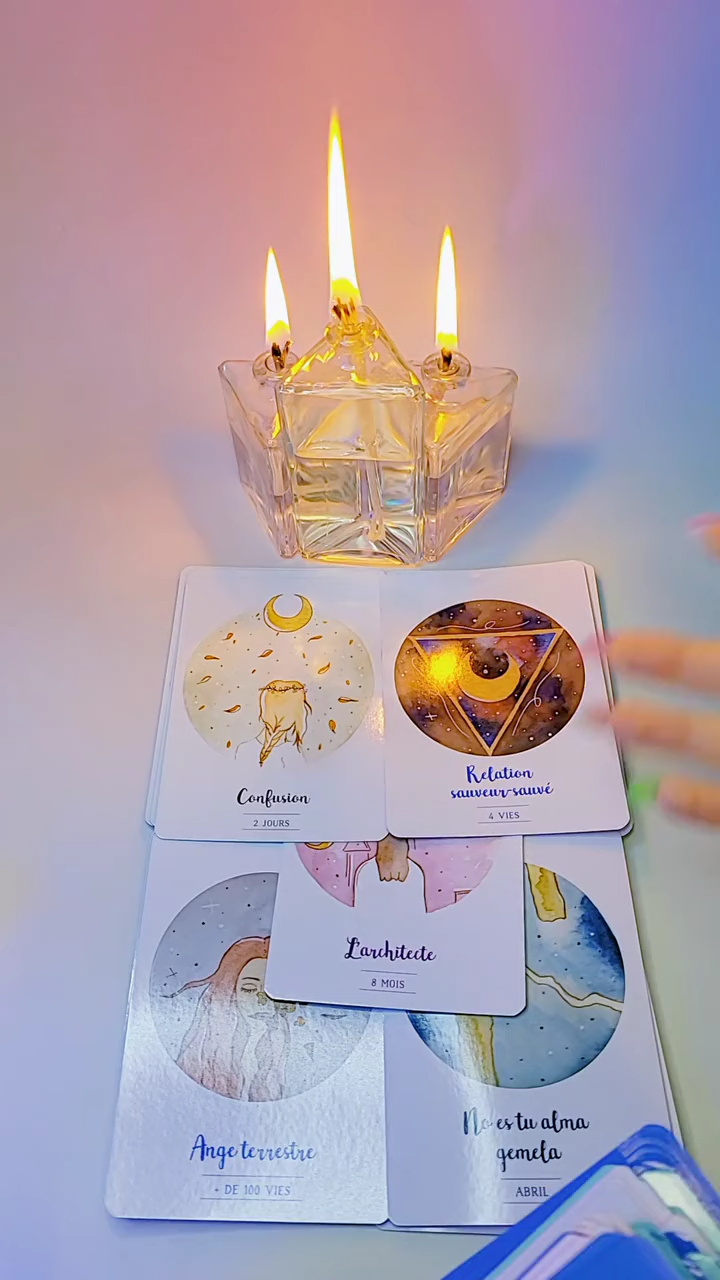 Confusion
2 JOURS
Relation
sauveur-sauvé
4 VIES
L'architecte
8 MOIS
Ange terrestre
+ DE 100 VIES
No es tu alma
gemela
ABRIL